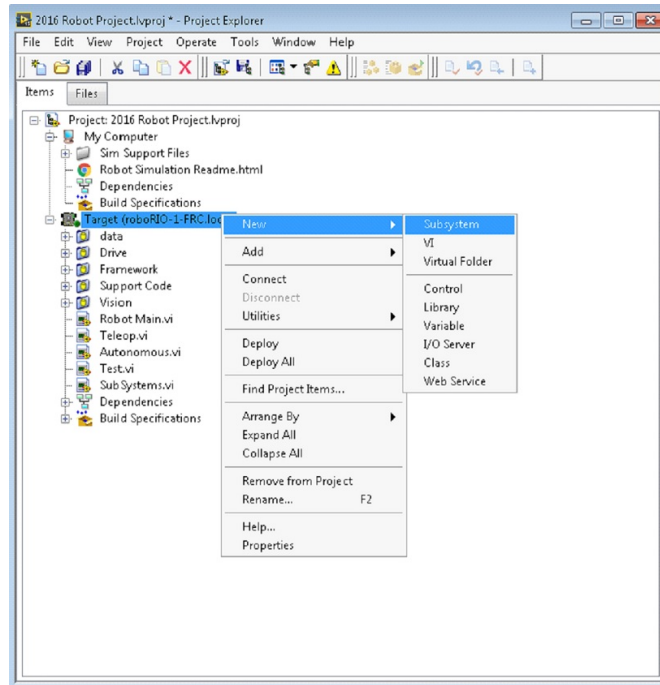 2016 Robot Project.lvproj * - Project Explorer
File Edit View Project Operate Tools Window Help
Items Files
Project: 2016 Robot Project.lvproj
My Computer
Sim Support Files
Robot Simulation Readme.html
Dependencies
Build Specifications
Target (roboRIO-1-FRC.loc
data
Drive
Framework
Support Code
Vision
Robot Main.vi
Teleop.vi
Autonomous.vi
Test.vi
SubSystems.vi
Dependencies
Build Specifications
New
Add
Connect
Disconnect
Utilities
Deploy
Deploy All
Find Project Items...
Arrange By
Expand All
Collapse All
Remove from Project
Rename... F2
Help...
Properties
Subsystem
VI
Virtual Folder
Control
Library
Variable
I/O Server
Class
Web Service